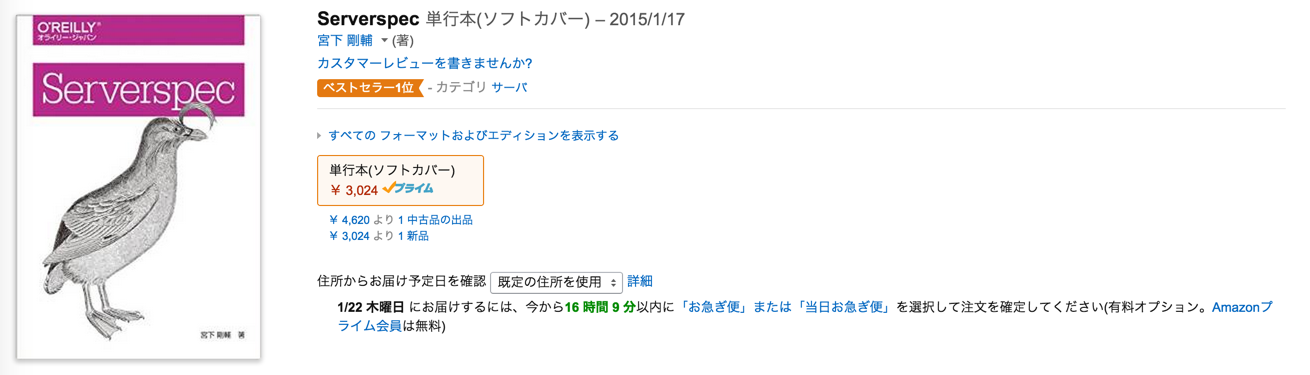 O'REILLY®
オライリー・ジャパン
Serverspec
宮下 剛輔 著
Serverspec 単行本(ソフトカバー) – 2015/1/17
宮下 剛輔 (著)
カスタマーレビューを書きませんか?
ベストセラー1位 - カテゴリ サーバ
すべての フォーマットおよびエディションを表示する
単行本(ソフトカバー)
¥ 3,024 プライム
¥ 4,620 より 1 中古品の出品
¥ 3,024 より 1 新品
住所からお届け予定日を確認 既定の住所を使用 詳細
1/22 木曜日 にお届けするには、今から16 時間 9 分以内に「お急ぎ便」または「当日お急ぎ便」を選択して注文を確定してください(有料オプション。Amazonプ
ライム会員は無料)